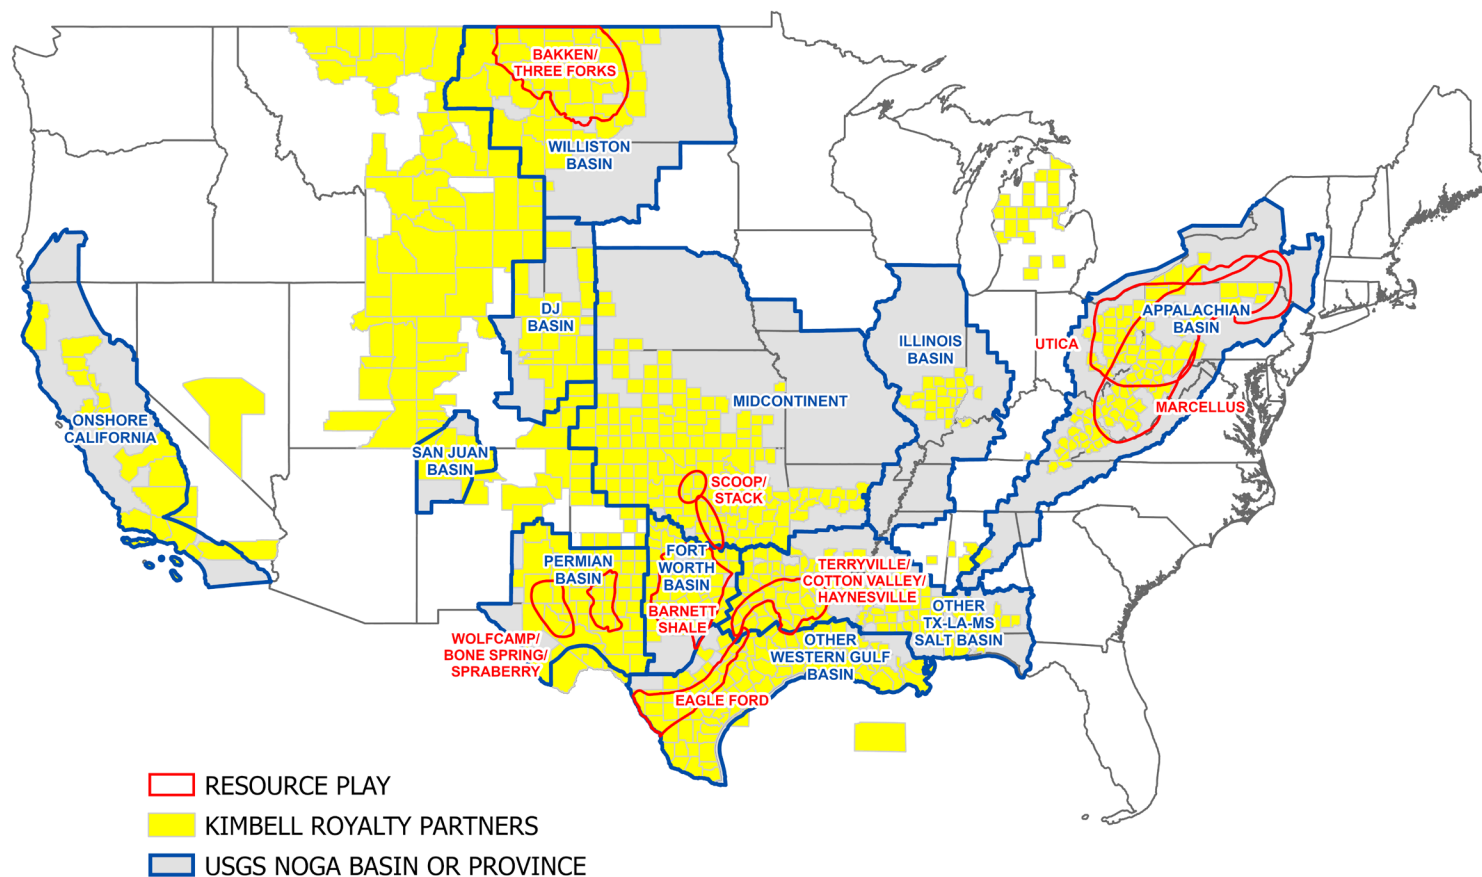 BAKKEN/
THREE FORKS
WILLISTON
BASIN
DJ
BASIN
ILLINOIS
BASIN
APPALACHIAN
BASIN
UTICA
MARCELLUS
MIDCONTINENT
ONSHORE
CALIFORNIA
SAN JUAN
BASIN
SCOOP/
STACK
PERMIAN
BASIN
FORT
WORTH
BASIN
BARNETT
SHALE
TERRYVILLE/
COTTON VALLEY/
HAYNESVILLE
OTHER
TX-LA-MS
SALT BASIN
WOLFCAMP/
BONE SPRING/
SPRABERRY
OTHER
WESTERN GULF
BASIN
EAGLE FORD
RESOURCE PLAY
KIMBELL ROYALTY PARTNERS
USGS NOGA BASIN OR PROVINCE